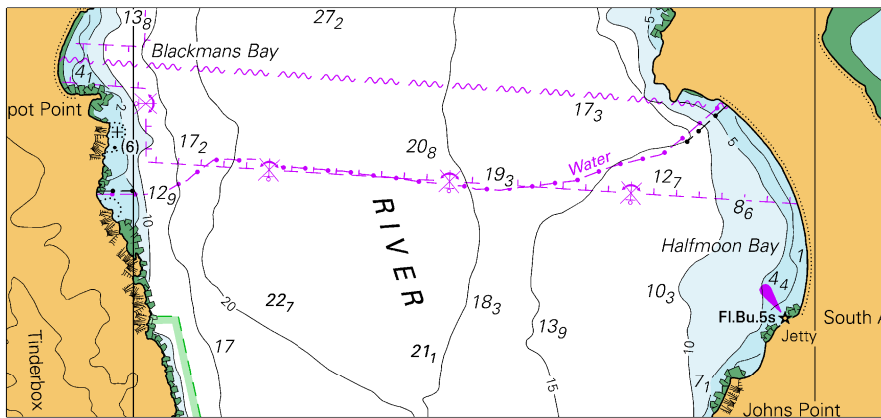 13₈
27₂
5
Blackmans Bay
4₁
2
17₃
pot Point
(6)
17₂
20₈
5
Water
12₉
19₃
12₇
8₆
10
RIVER
Halfmoon Bay
1
4₄
20
22₇
18₃
10₃
Fl.Bu.5s
South A
13₉
Jetty
Tinderbox
17
21₁
10
15
7₁
Johns Point